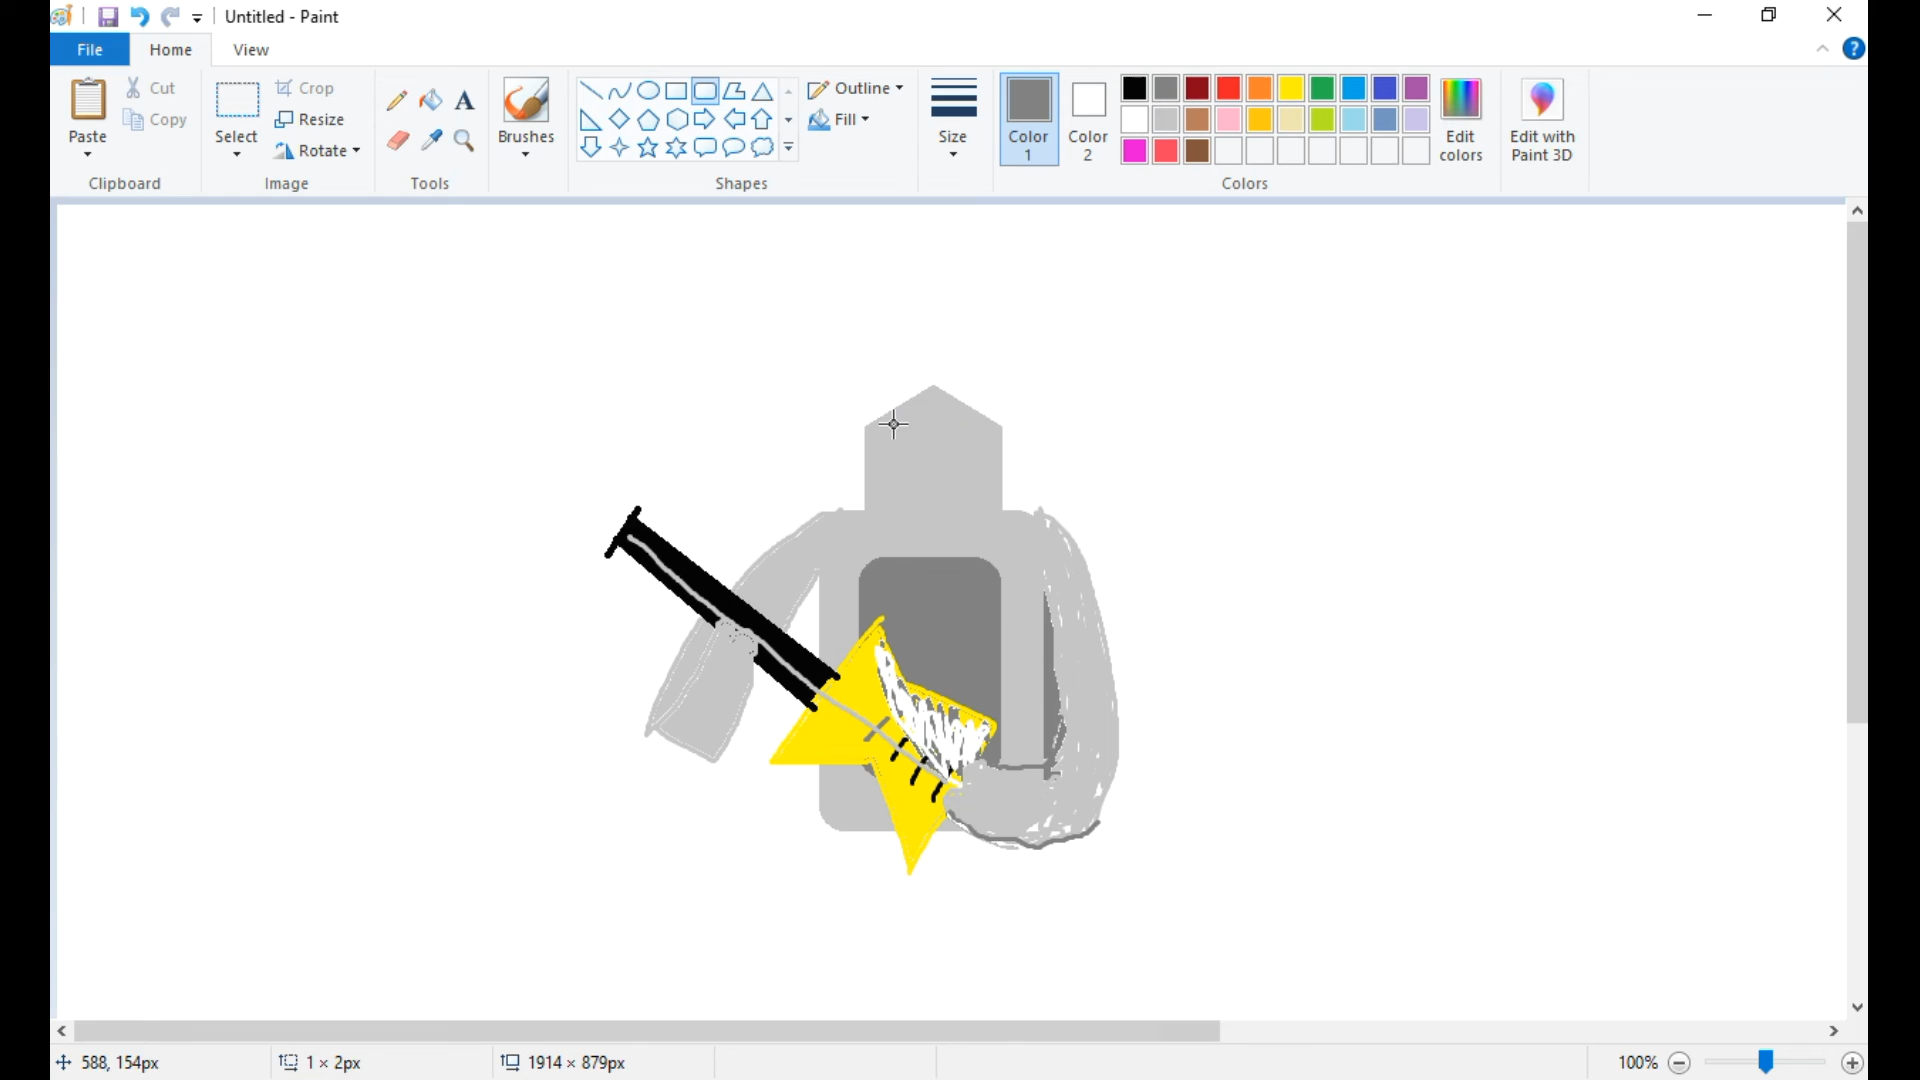 Untitled - Paint
File Home View
Cut Crop Outline
Copy Resize Fill
Paste Select Rotate Brushes Size Color 1 Color 2 Edit colors Edit with Paint 3D
Clipboard Image Tools Shapes Colors
588, 154px 1 × 2px 1914 × 879px 100%